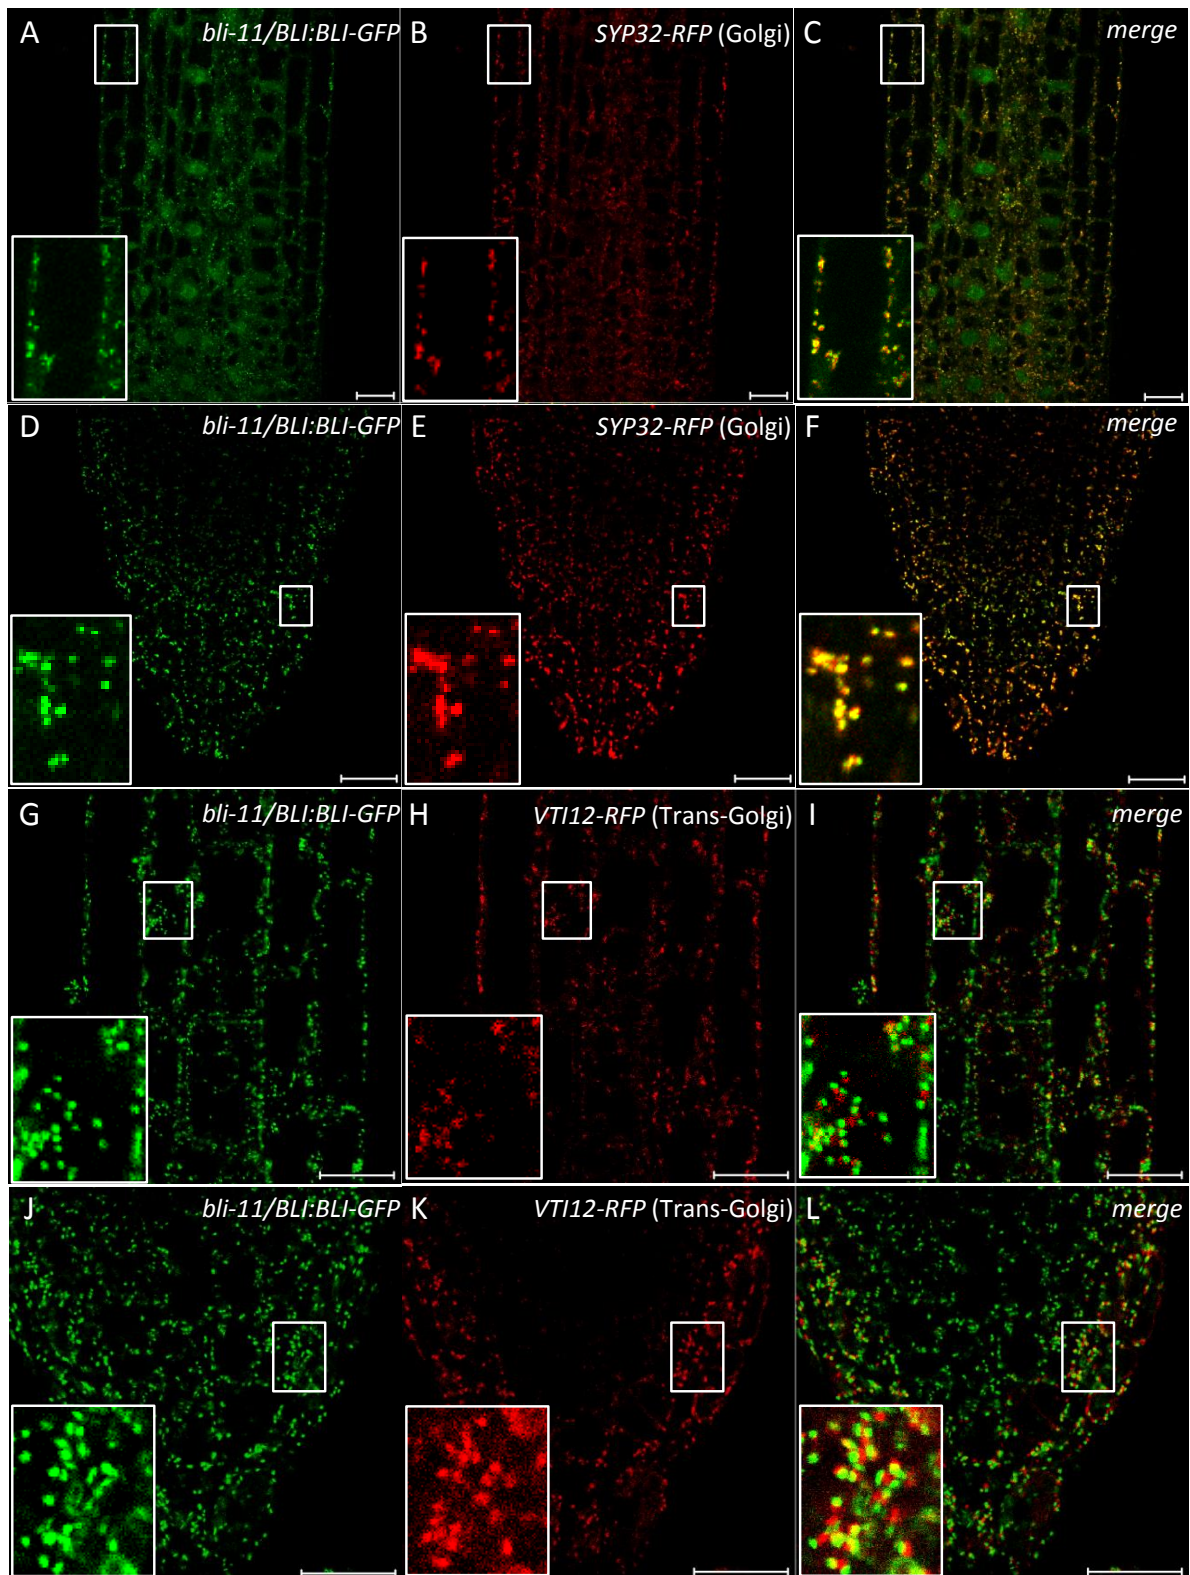 A bli-11/BLI:BLI-GFP B SYP32-RFP (Golgi) C merge
D bli-11/BLI:BLI-GFP E SYP32-RFP (Golgi) F merge
G bli-11/BLI:BLI-GFP H VTI12-RFP (Trans-Golgi) I merge
J bli-11/BLI:BLI-GFP K VTI12-RFP (Trans-Golgi) L merge